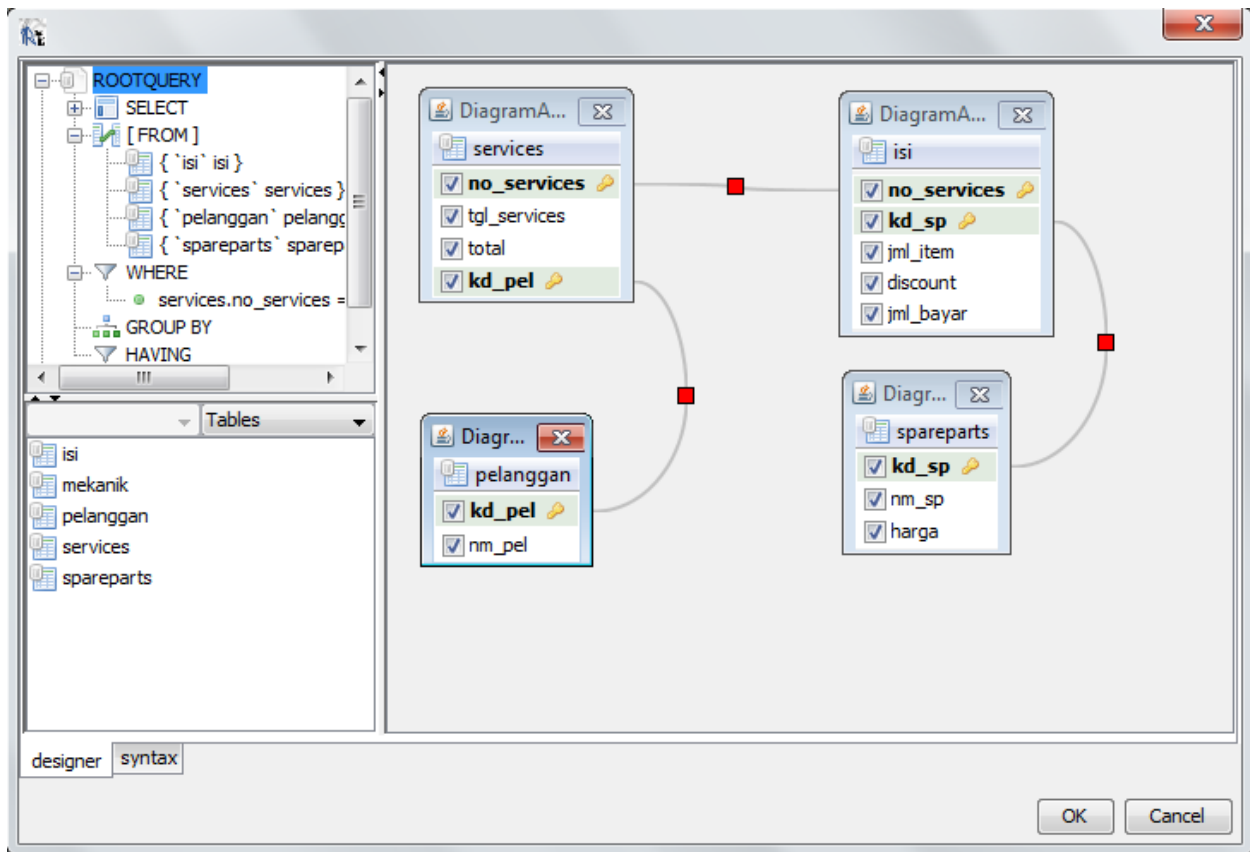 ROOTQUERY
SELECT
[ FROM ]
{ `isi` isi }
{ `services` services }
{ `pelanggan` pelangg
{ `spareparts` sparep
WHERE
services.no_services =
GROUP BY
HAVING
Tables
isi
mekanik
pelanggan
services
spareparts
DiagramA...
services
no_services
tgl_services
total
kd_pel
DiagramA...
isi
no_services
kd_sp
jml_item
discount
jml_bayar
Diagr...
pelanggan
kd_pel
nm_pel
Diagr...
spareparts
kd_sp
nm_sp
harga
designer
syntax
OK
Cancel